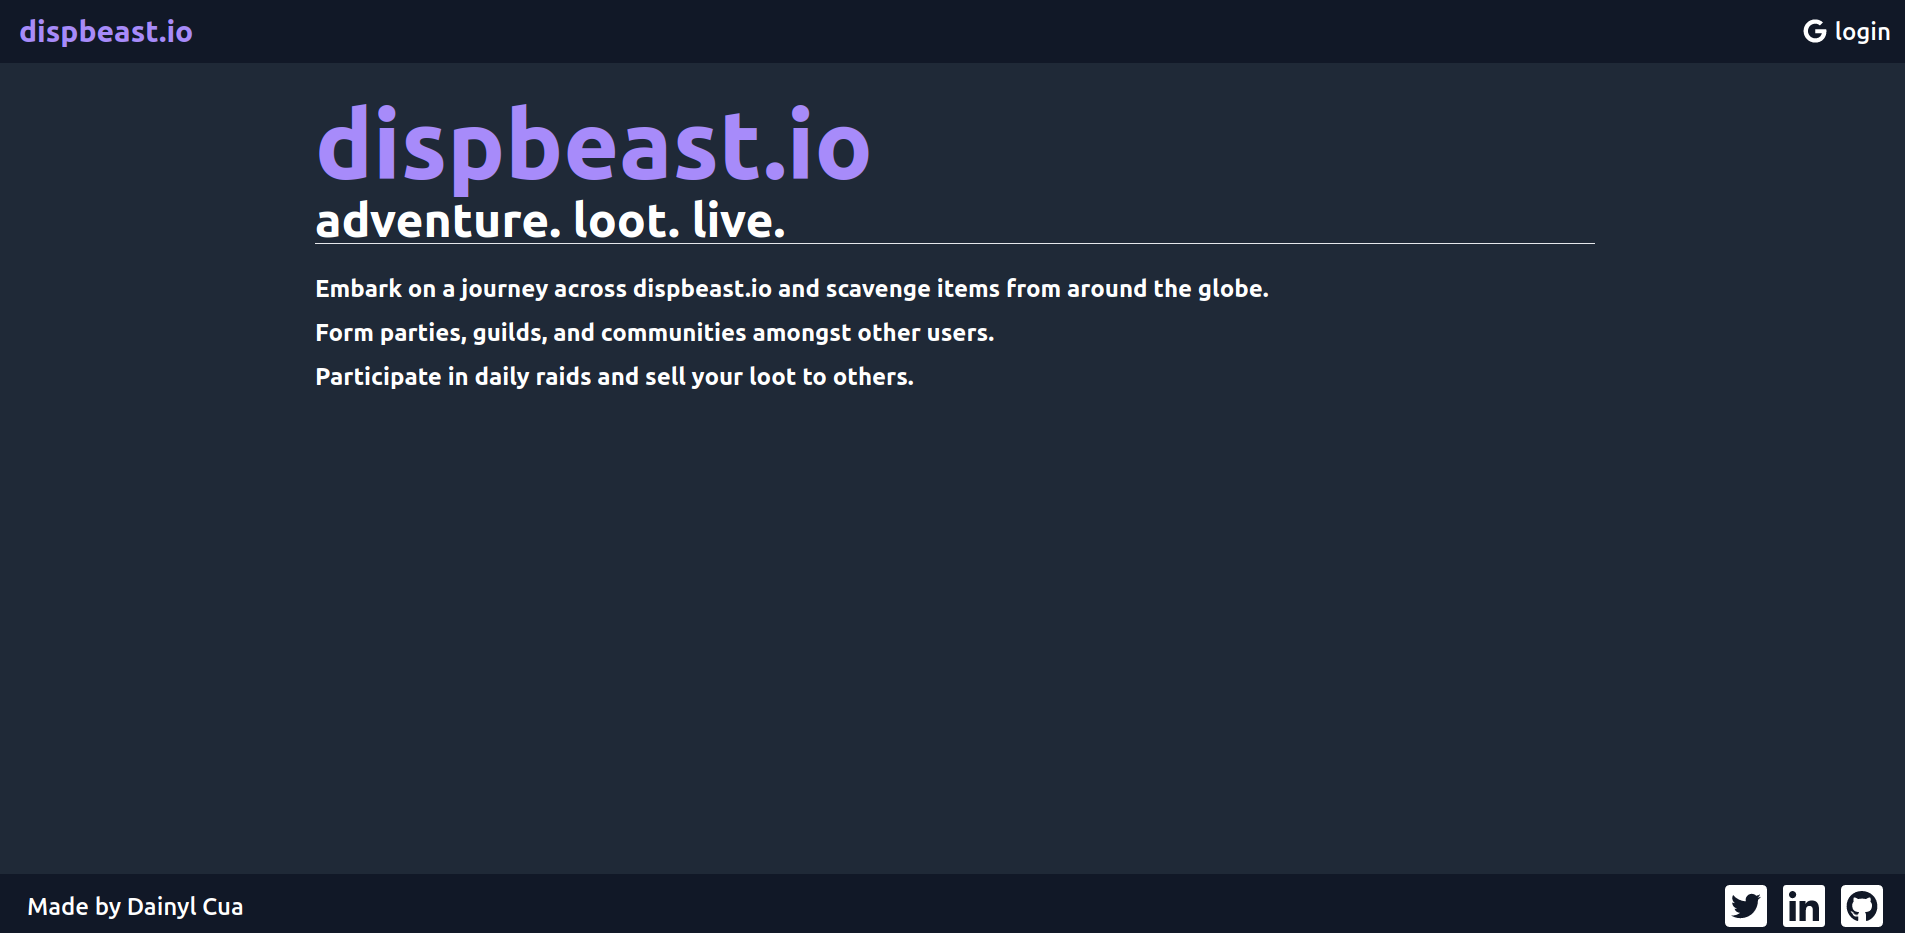 dispbeast.io
login
dispbeast.io
adventure. loot. live.
Embark on a journey across dispbeast.io and scavenge items from around the globe.
Form parties, guilds, and communities amongst other users.
Participate in daily raids and sell your loot to others.
Made by Dainyl Cua